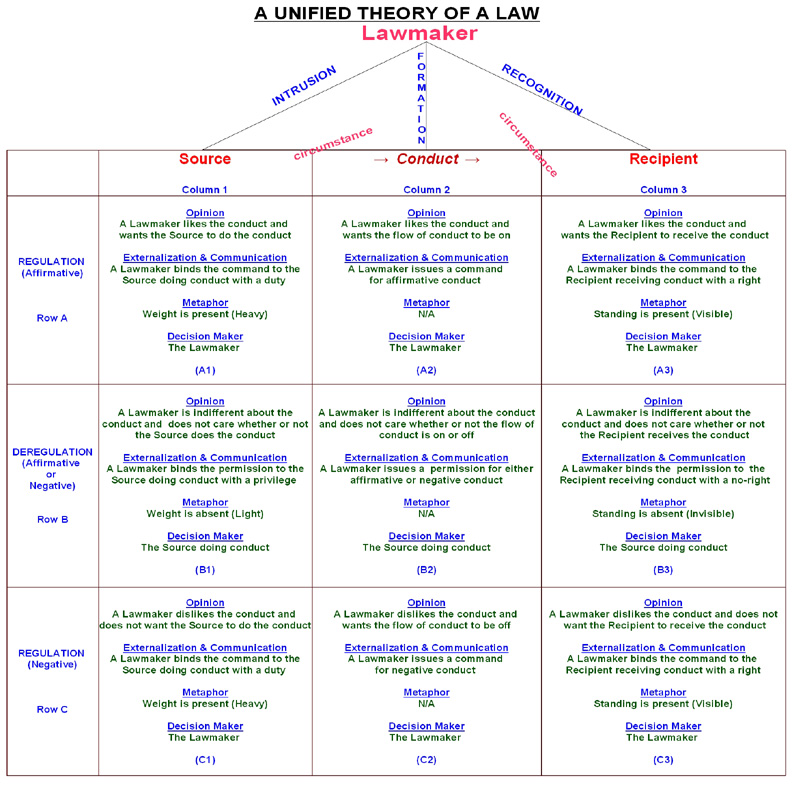 A UNIFIED THEORY OF A LAW
Lawmaker
INTRUSION
FORMATION
RECOGNITION
circumstance
circumstance
Source
→ Conduct →
Recipient
Column 1
Column 2
Column 3
REGULATION
(Affirmative)
Row A
Opinion
A Lawmaker likes the conduct and
wants the Source to do the conduct
Externalization & Communication
A Lawmaker binds the command to the
Source doing conduct with a duty
Metaphor
Weight is present (Heavy)
Decision Maker
The Lawmaker
(A1)
Opinion
A Lawmaker likes the conduct and
wants the flow of conduct to be on
Externalization & Communication
A Lawmaker issues a command
for affirmative conduct
Metaphor
N/A
Decision Maker
The Lawmaker
(A2)
Opinion
A Lawmaker likes the conduct and
wants the Recipient to receive the conduct
Externalization & Communication
A Lawmaker binds the command to the
Recipient receiving conduct with a right
Metaphor
Standing is present (Visible)
Decision Maker
The Lawmaker
(A3)
DEREGULATION
(Affirmative
or
Negative)
Row B
Opinion
A Lawmaker is indifferent about the
conduct and does not care whether or not
the Source does the conduct
Externalization & Communication
A Lawmaker binds the permission to the
Source doing conduct with a privilege
Metaphor
Weight is absent (Light)
Decision Maker
The Source doing conduct
(B1)
Opinion
A Lawmaker is indifferent about the conduct
and does not care whether or not the flow of
conduct is on or off
Externalization & Communication
A Lawmaker issues a permission for either
affirmative or negative conduct
Metaphor
N/A
Decision Maker
The Source doing conduct
(B2)
Opinion
A Lawmaker is indifferent about the
conduct and does not care whether or not
the Recipient receives the conduct
Externalization & Communication
A Lawmaker binds the permission to the
Recipient receiving conduct with a no-right
Metaphor
Standing is absent (Invisible)
Decision Maker
The Source doing conduct
(B3)
REGULATION
(Negative)
Row C
Opinion
A Lawmaker dislikes the conduct and
does not want the Source to do the conduct
Externalization & Communication
A Lawmaker binds the command to the
Source doing conduct with a duty
Metaphor
Weight is present (Heavy)
Decision Maker
The Lawmaker
(C1)
Opinion
A Lawmaker dislikes the conduct and
wants the flow of conduct to be off
Externalization & Communication
A Lawmaker issues a command
for negative conduct
Metaphor
N/A
Decision Maker
The Lawmaker
(C2)
Opinion
A Lawmaker dislikes the conduct and does not
want the Recipient to receive the conduct
Externalization & Communication
A Lawmaker binds the command to the
Recipient receiving conduct with a right
Metaphor
Standing is present (Visible)
Decision Maker
The Lawmaker
(C3)